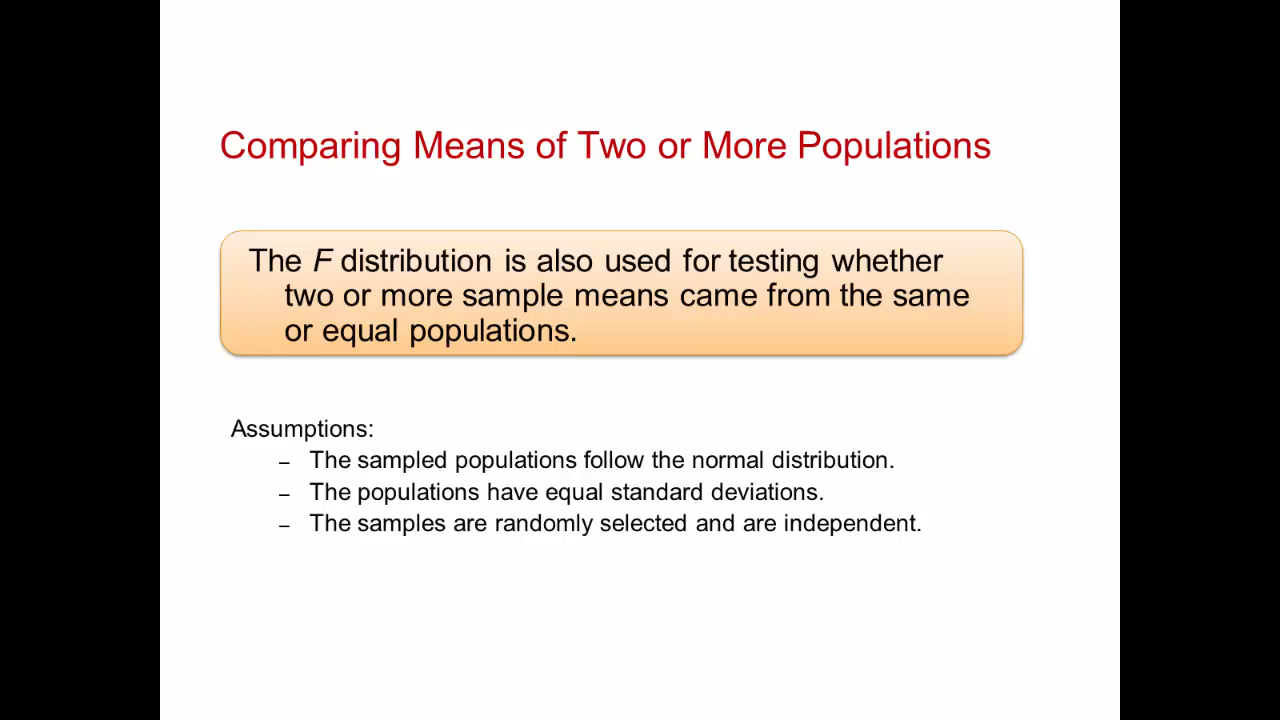 Comparing Means of Two or More Populations
The F distribution is also used for testing whether
two or more sample means came from the same
or equal populations.
Assumptions:
– The sampled populations follow the normal distribution.
– The populations have equal standard deviations.
– The samples are randomly selected and are independent.